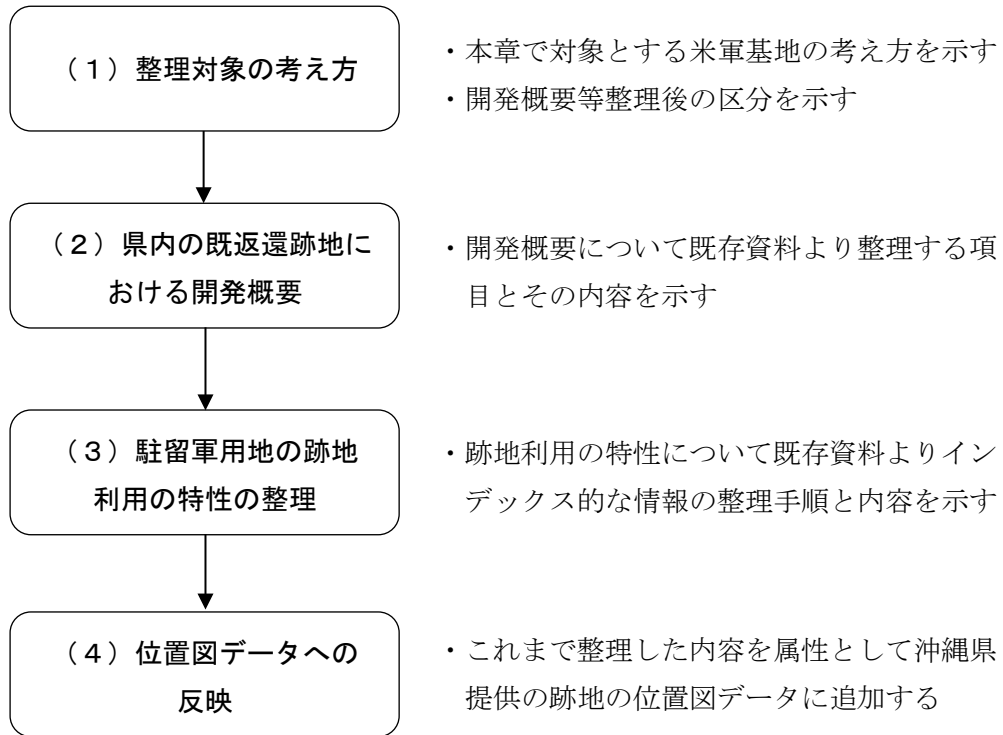 （１）整理対象の考え方
・本章で対象とする米軍基地の考え方を示す
・開発概要等整理後の区分を示す
（２）県内の既返還跡地に
おける開発概要
・開発概要について既存資料より整理する項
目とその内容を示す
（３）駐留軍用地の跡地
利用の特性の整理
・跡地利用の特性について既存資料よりイン
デックス的な情報の整理手順と内容を示す
（４）位置図データへの
反映
・これまで整理した内容を属性として沖縄県
提供の跡地の位置図データに追加する